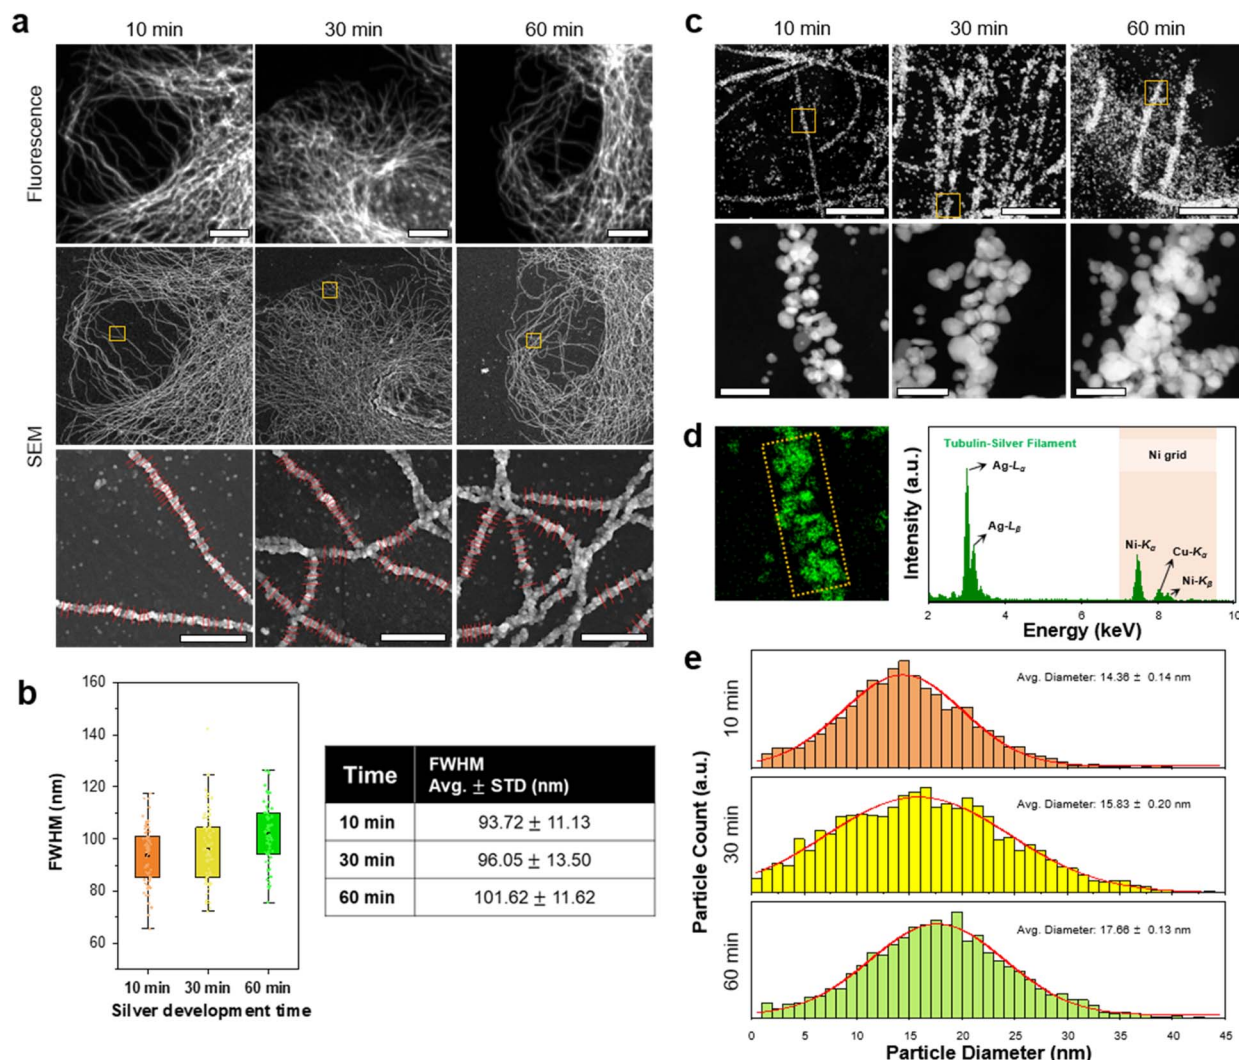 a
10 min
30 min
60 min
Fluorescence
SEM
b
FWHM (nm)
160
140
120
100
80
60
10 min
30 min
60 min
Silver development time
Time
FWHM
Avg. ± STD (nm)
10 min
93.72 ± 11.13
30 min
96.05 ± 13.50
60 min
101.62 ± 11.62
c
10 min
30 min
60 min
d
Tubulin-Silver Filament
Ni grid
Ag-Lα
Ag-Lβ
Ni-Kα
Cu-Kα
Ni-Kβ
Intensity (a.u.)
2
4
6
8
10
Energy (keV)
e
10 min
Avg. Diameter: 14.36 ± 0.14 nm
30 min
Avg. Diameter: 15.83 ± 0.20 nm
60 min
Avg. Diameter: 17.66 ± 0.13 nm
Particle Count (a.u.)
0
5
10
15
20
25
30
35
40
45
Particle Diameter (nm)